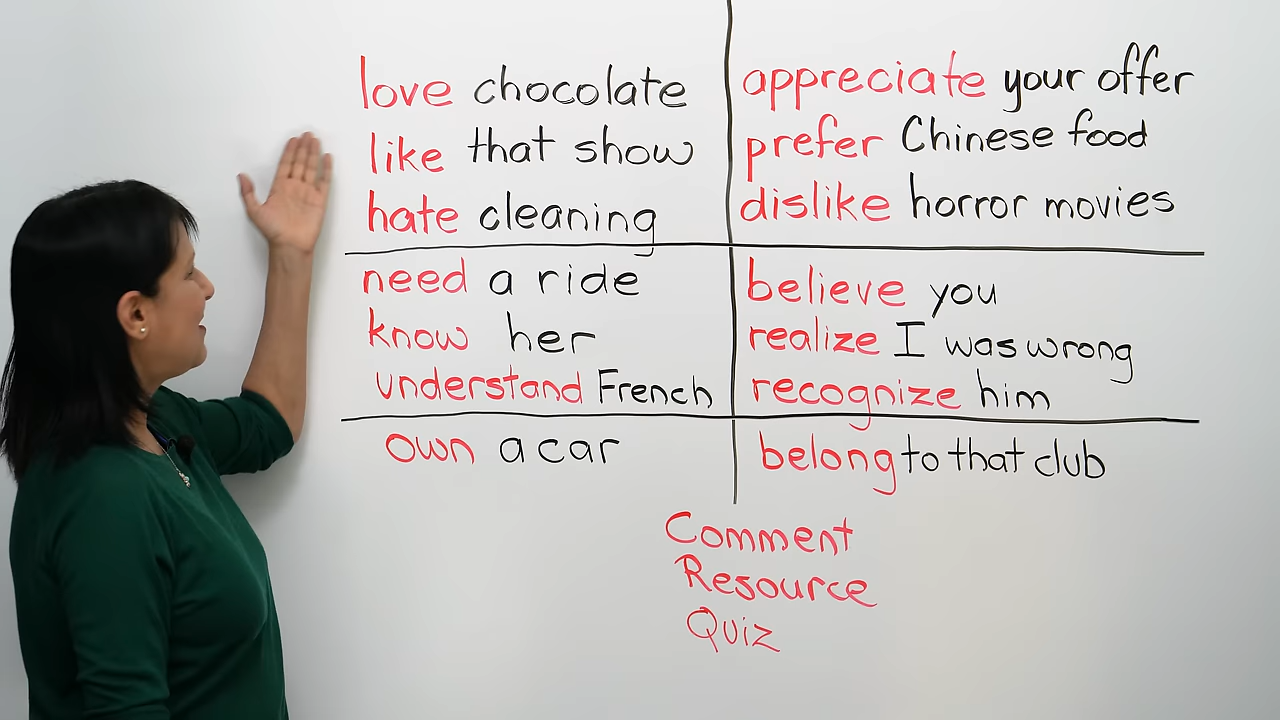 love chocolate
like that show
hate cleaning
appreciate your offer
prefer Chinese food
dislike horror movies
need a ride
know her
understand French
believe you
realize I was wrong
recognize him
own a car
belong to that club
Comment
Resource
Quiz